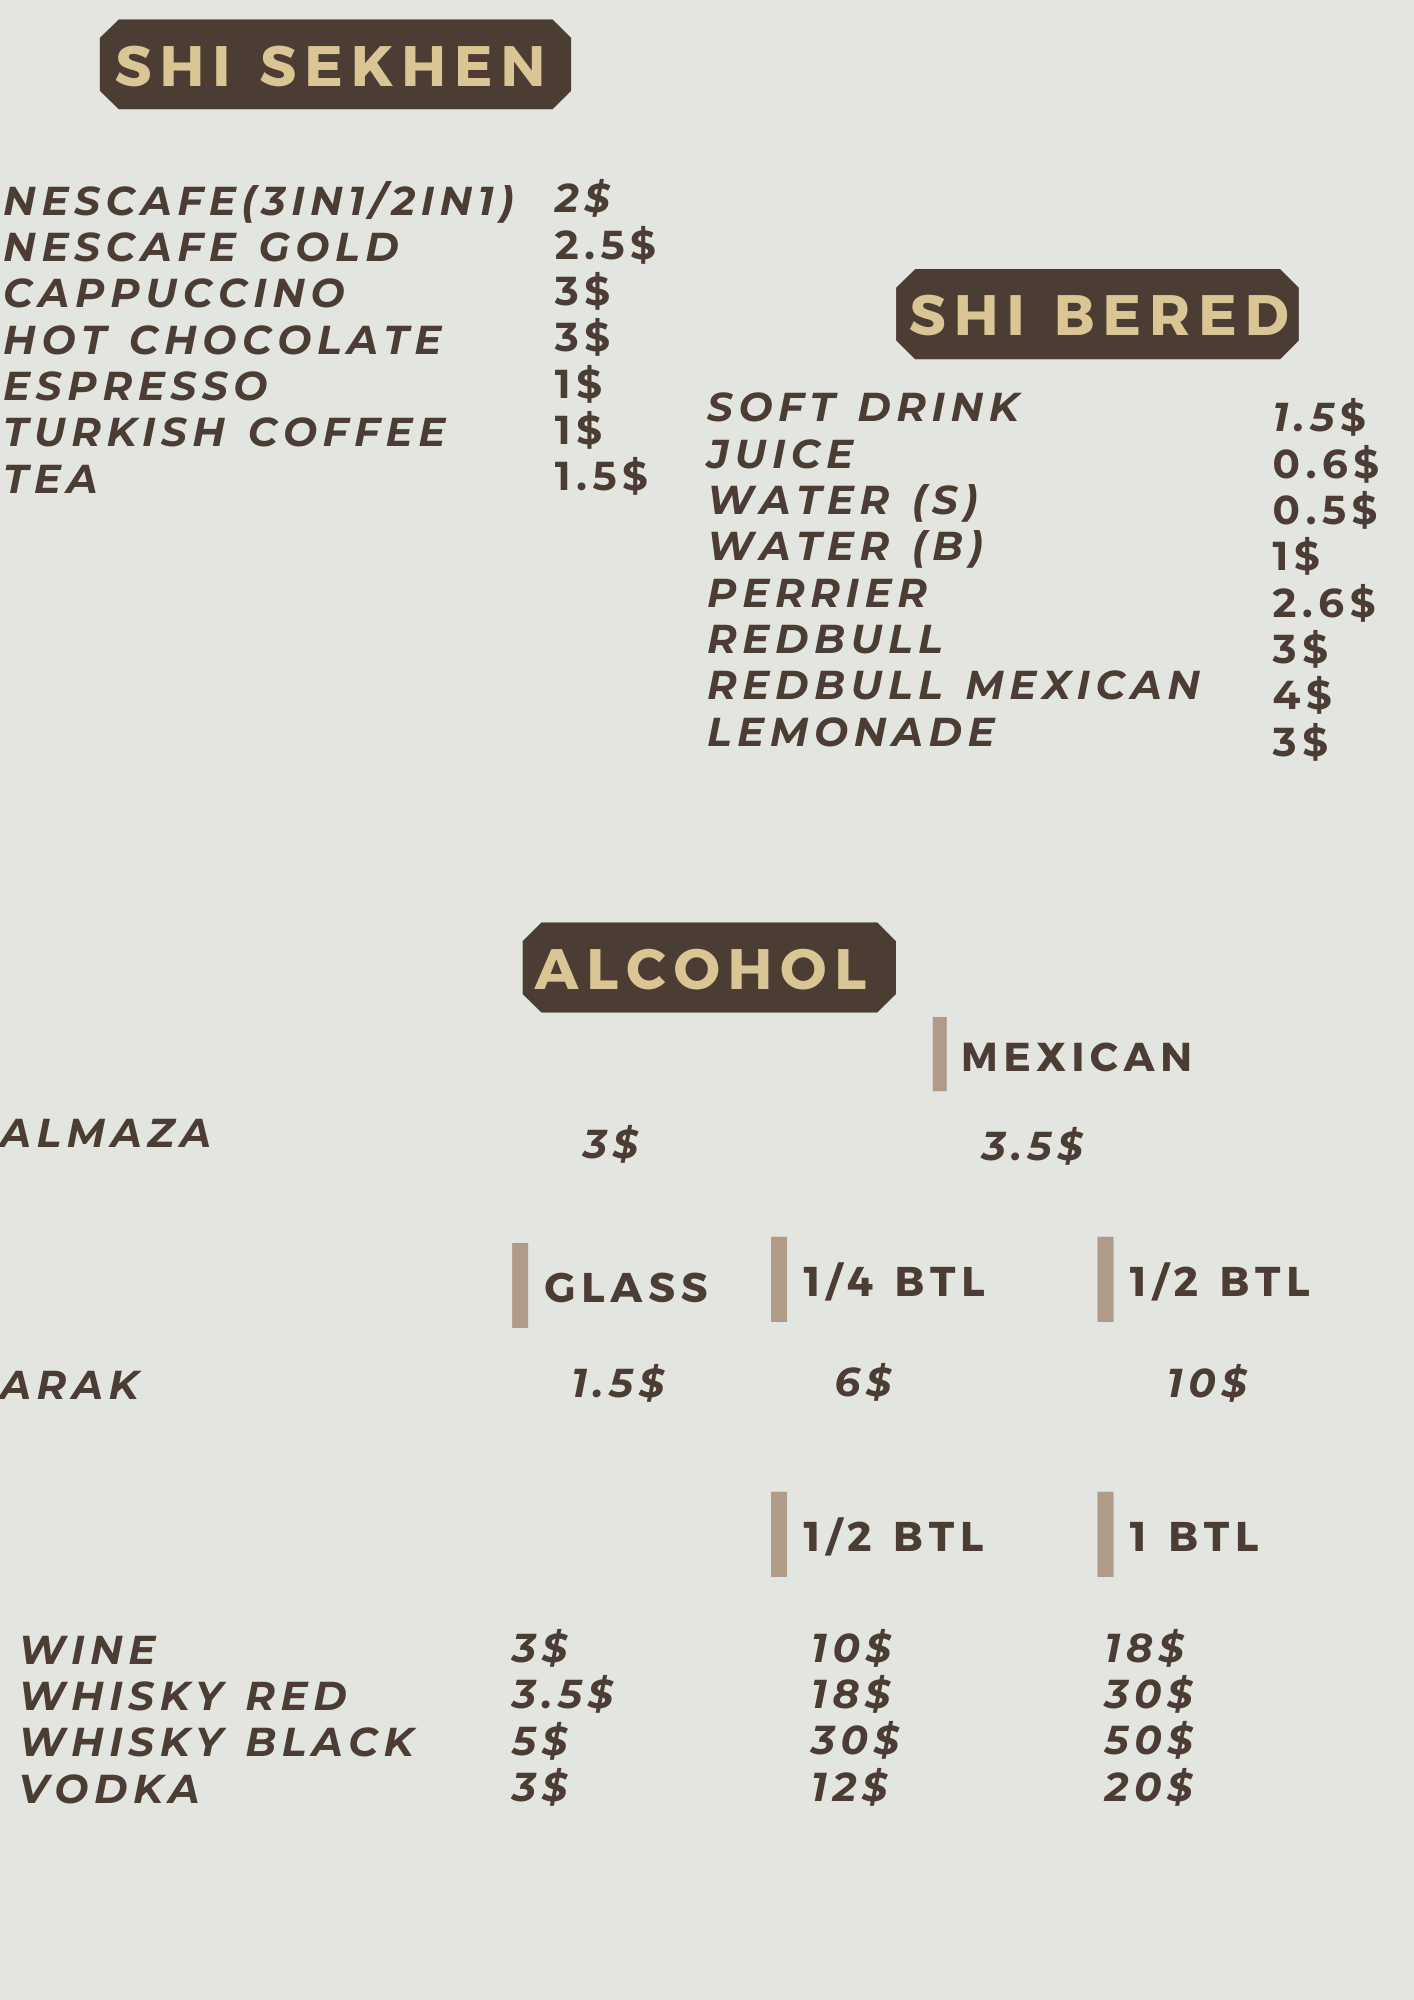 SHI SEKHEN
NESCAFE(3IN1/2IN1) 2$
NESCAFE GOLD 2.5$
CAPPUCCINO 3$
HOT CHOCOLATE 3$
ESPRESSO 1$
TURKISH COFFEE 1$
TEA 1.5$
SHI BERED
SOFT DRINK 1.5$
JUICE 0.6$
WATER (S) 0.5$
WATER (B) 1$
PERRIER 2.6$
REDBULL 3$
REDBULL MEXICAN 4$
LEMONADE 3$
ALCOHOL
MEXICAN
ALMAZA 3$ 3.5$
GLASS 1/4 BTL 1/2 BTL
ARAK 1.5$ 6$ 10$
1/2 BTL 1 BTL
WINE 3$ 10$ 18$
WHISKY RED 3.5$ 18$ 30$
WHISKY BLACK 5$ 30$ 50$
VODKA 3$ 12$ 20$